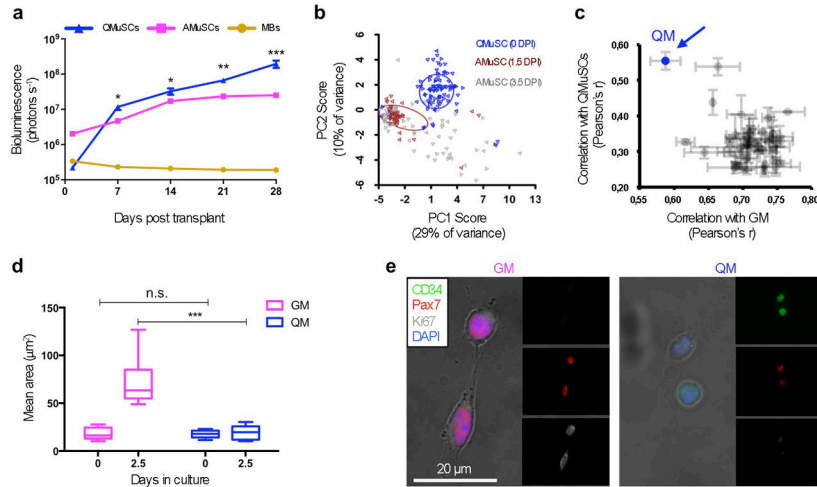 a
QMuSCs AMuSCs MBs
Bioluminescence
(photons s⁻¹)
10⁹
10⁸
10⁷
10⁶
10⁵
* * ** ***
0 7 14 21 28
Days post transplant
b
QMuSC (0 DPI)
AMuSC (1.5 DPI)
AMuSC (3.5 DPI)
PC2 Score
(10% of variance)
6
4
2
0
-2
-4
-6
-5 -2 1 4 7 10 13
PC1 Score
(29% of variance)
c
QM
Correlation with QMuSCs
(Pearson's r)
0,60
0,50
0,40
0,30
0,20
0,55 0,60 0,65 0,70 0,75 0,80
Correlation with GM
(Pearson's r)
d
n.s.
***
GM
QM
Mean area (μm²)
150
100
50
0
0 2.5 0 2.5
Days in culture
e
GM QM
CD34
Pax7
Ki67
DAPI
20 μm